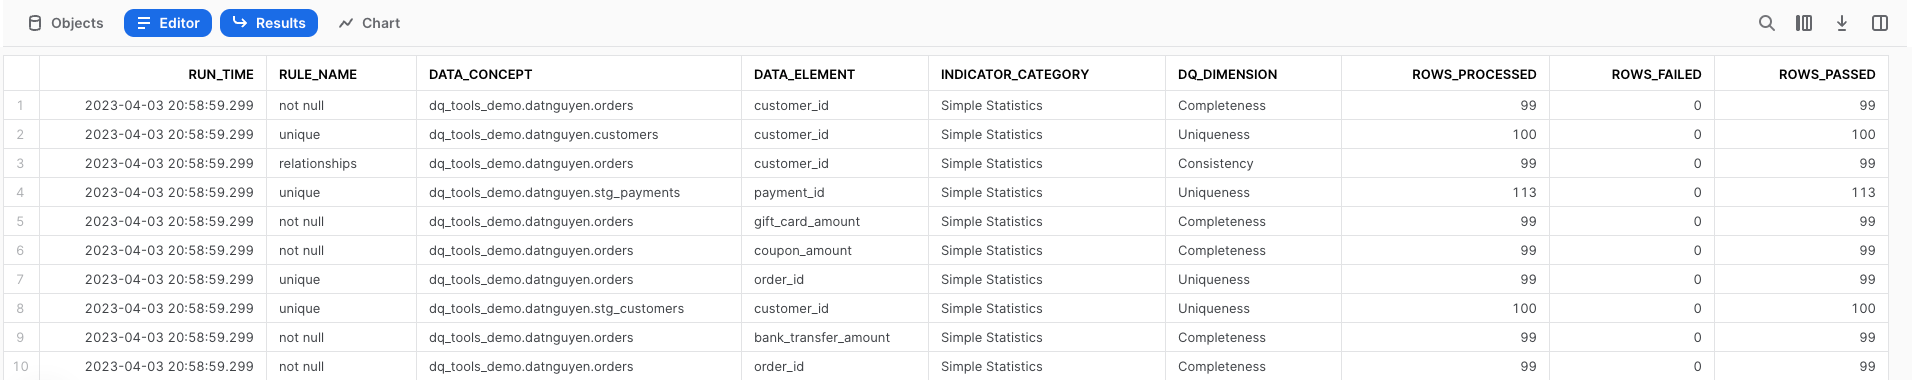 Objects Editor Results Chart
RUN_TIME RULE_NAME DATA_CONCEPT DATA_ELEMENT INDICATOR_CATEGORY DQ_DIMENSION ROWS_PROCESSED ROWS_FAILED ROWS_PASSED
1 2023-04-03 20:58:59.299 not null dq_tools_demo.datnguyen.orders customer_id Simple Statistics Completeness 99 0 99
2 2023-04-03 20:58:59.299 unique dq_tools_demo.datnguyen.customers customer_id Simple Statistics Uniqueness 100 0 100
3 2023-04-03 20:58:59.299 relationships dq_tools_demo.datnguyen.orders customer_id Simple Statistics Consistency 99 0 99
4 2023-04-03 20:58:59.299 unique dq_tools_demo.datnguyen.stg_payments payment_id Simple Statistics Uniqueness 113 0 113
5 2023-04-03 20:58:59.299 not null dq_tools_demo.datnguyen.orders gift_card_amount Simple Statistics Completeness 99 0 99
6 2023-04-03 20:58:59.299 not null dq_tools_demo.datnguyen.orders coupon_amount Simple Statistics Completeness 99 0 99
7 2023-04-03 20:58:59.299 unique dq_tools_demo.datnguyen.orders order_id Simple Statistics Uniqueness 99 0 99
8 2023-04-03 20:58:59.299 unique dq_tools_demo.datnguyen.stg_customers customer_id Simple Statistics Uniqueness 100 0 100
9 2023-04-03 20:58:59.299 not null dq_tools_demo.datnguyen.orders bank_transfer_amount Simple Statistics Completeness 99 0 99
10 2023-04-03 20:58:59.299 not null dq_tools_demo.datnguyen.orders order_id Simple Statistics Completeness 99 0 99